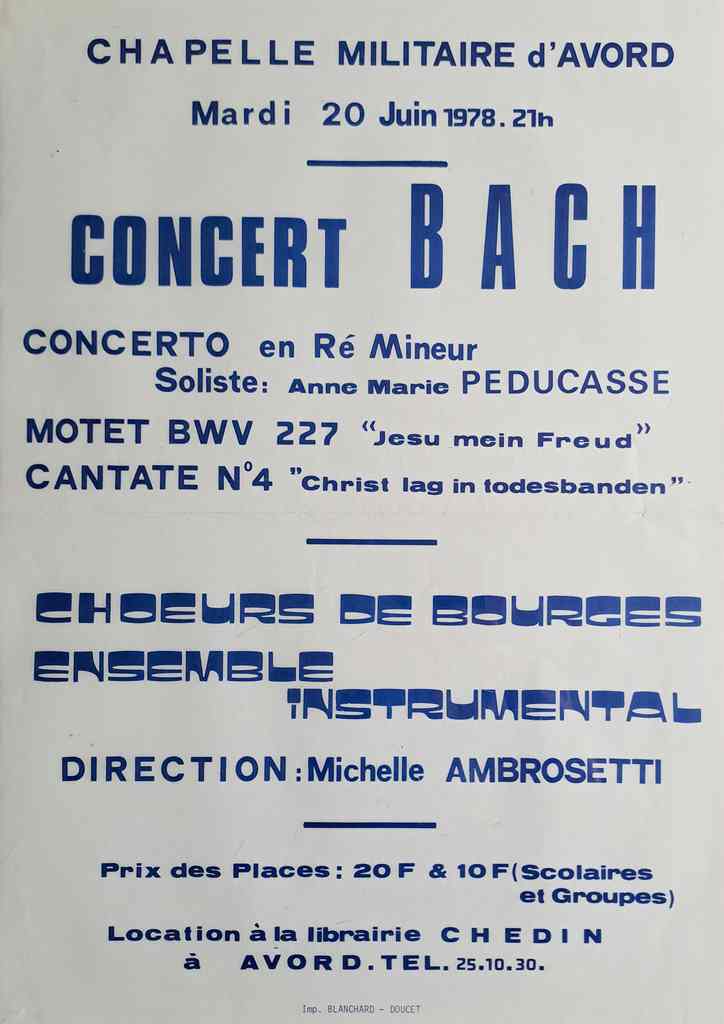 CHAPELLE MILITAIRE d'AVORD
Mardi 20 Juin 1978. 21h
CONCERT BACH
CONCERTO en Ré Mineur
Soliste: Anne Marie PEDUCASSE
MOTET BWV 227 “Jesu mein Freud”
CANTATE N°4 ”Christ lag in todesbanden”
CHOEURS DE BOURGES
ENSEMBLE
iNSTRUMENTAL
DIRECTION: Michelle AMBROSETTI
Prix des Places: 20 F & 10 F (Scolaires
et Groupes)
Location à la librairie CHEDIN
à AVORD. TEL. 25.10.30.
Imp. BLANCHARD - DOUCET